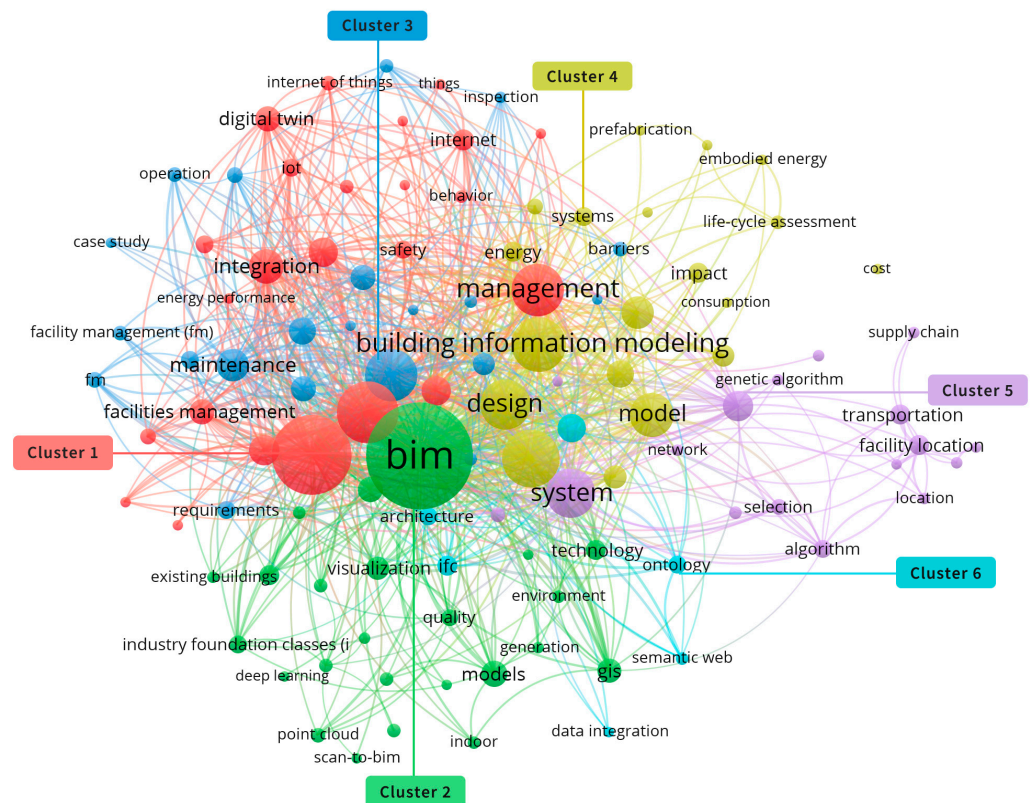 Cluster 3
Cluster 4
internet of things
things
inspection
digital twin
internet
prefabrication
embodied energy
operation
iot
behavior
systems
life-cycle assessment
case study
safety
energy
barriers
integration
impact
cost
energy performance
management
consumption
facility management (fm)
building information modeling
supply chain
maintenance
fm
genetic algorithm
Cluster 5
facilities management
design
model
transportation
Cluster 1
bim
network
facility location
system
location
requirements
architecture
selection
technology
algorithm
existing buildings
visualization
ifc
ontology
Cluster 6
environment
quality
industry foundation classes (i
generation
semantic web
deep learning
models
gis
point cloud
indoor
data integration
scan-to-bim
Cluster 2